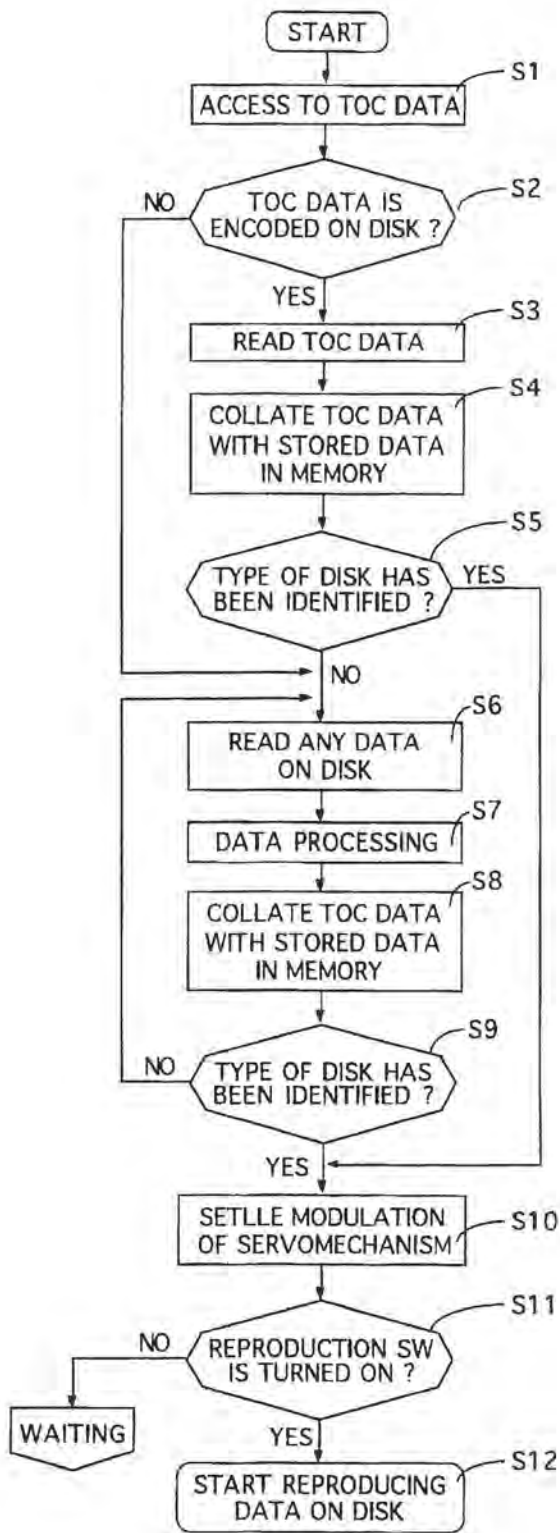 START
S1
ACCESS TO TOC DATA
S2
NO
TOC DATA IS
ENCODED ON DISK ?
YES
S3
READ TOC DATA
S4
COLLATE TOC DATA
WITH STORED DATA
IN MEMORY
S5
TYPE OF DISK HAS
BEEN IDENTIFIED ?
YES
NO
S6
READ ANY DATA
ON DISK
S7
DATA PROCESSING
S8
COLLATE TOC DATA
WITH STORED DATA
IN MEMORY
S9
NO
TYPE OF DISK HAS
BEEN IDENTIFIED ?
YES
SETLLE MODULATION
OF SERVOMECHANISM
S10
S11
NO
REPRODUCTION SW
IS TURNED ON ?
WAITING
YES
S12
START REPRODUCING
DATA ON DISK